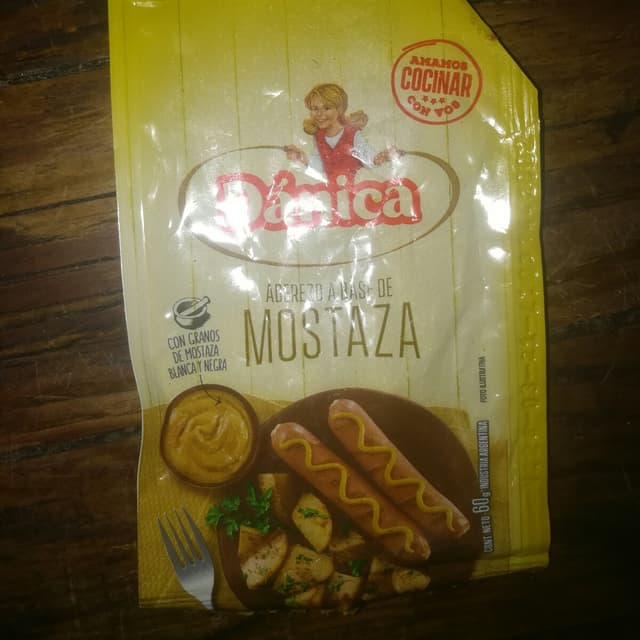 AMAMOS
COCINAR
CON VOS
Dánica
ADEREZO A BASE DE
MOSTAZA
CON GRANOS
DE MOSTAZA
BLANCA Y NEGRA
FOTO ILUSTRATIVA
CONT. NETO 60g INDUSTRIA ARGENTINA